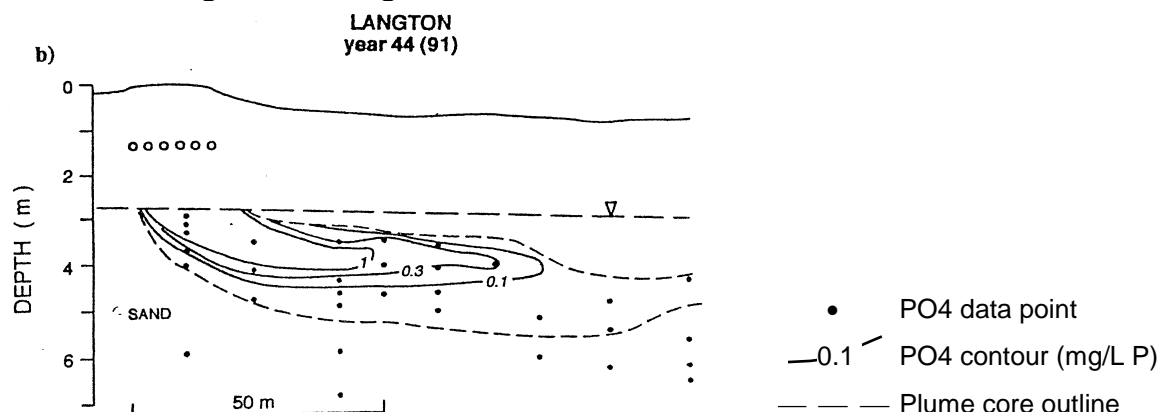 LANGTON
year 44 (91)
b)
0
2
4
6
DEPTH (m)
1
0.3
0.1
SAND
50 m
PO4 data point
0.1 PO4 contour (mg/L P)
Plume core outline